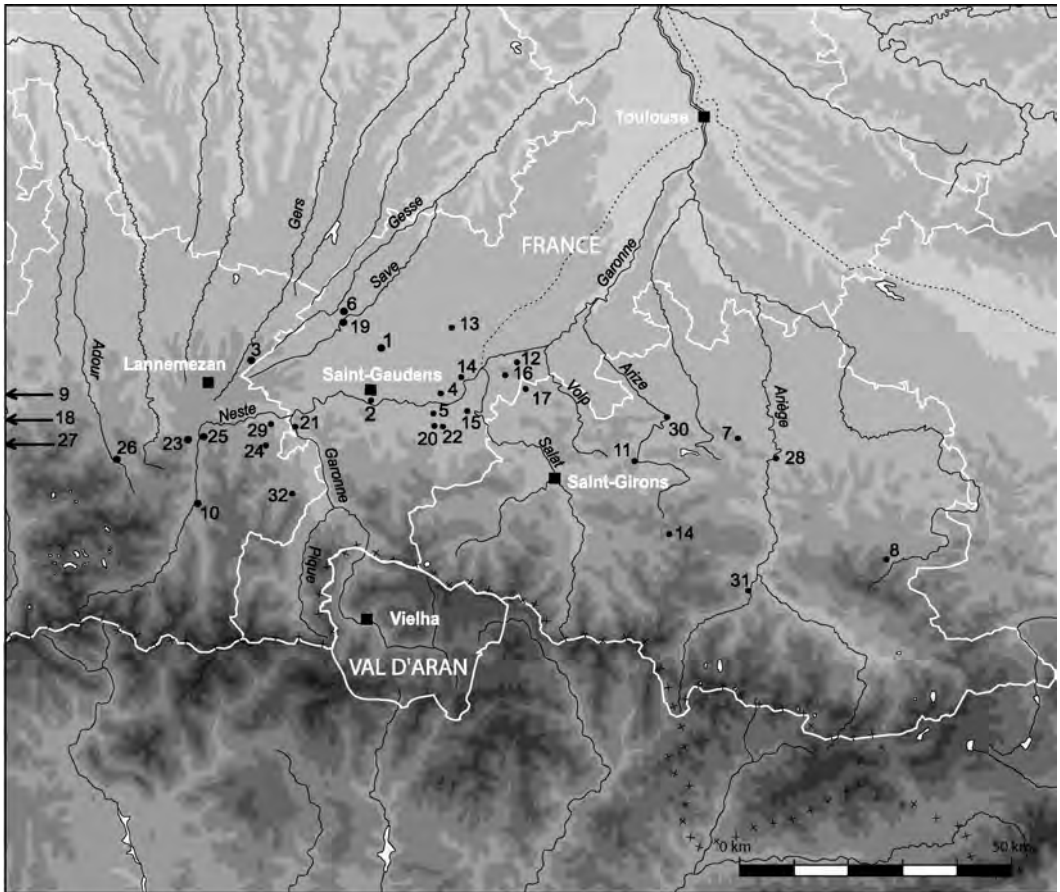 Toulouse
Gers
Gesse
FRANCE
Garonne
Save
6
19
13
1
3
Adour
Lannemezan
Saint-Gaudens
14
12
16
Arize
9
4
17
Volp
2
5
15
18
Neste
21
20
22
30
Ariège
29
7
27
23
25
24
26
11
28
Garonne
Salat
Saint-Girons
32
10
14
8
Pique
31
Vielha
VAL D'ARAN
0 km
50 km